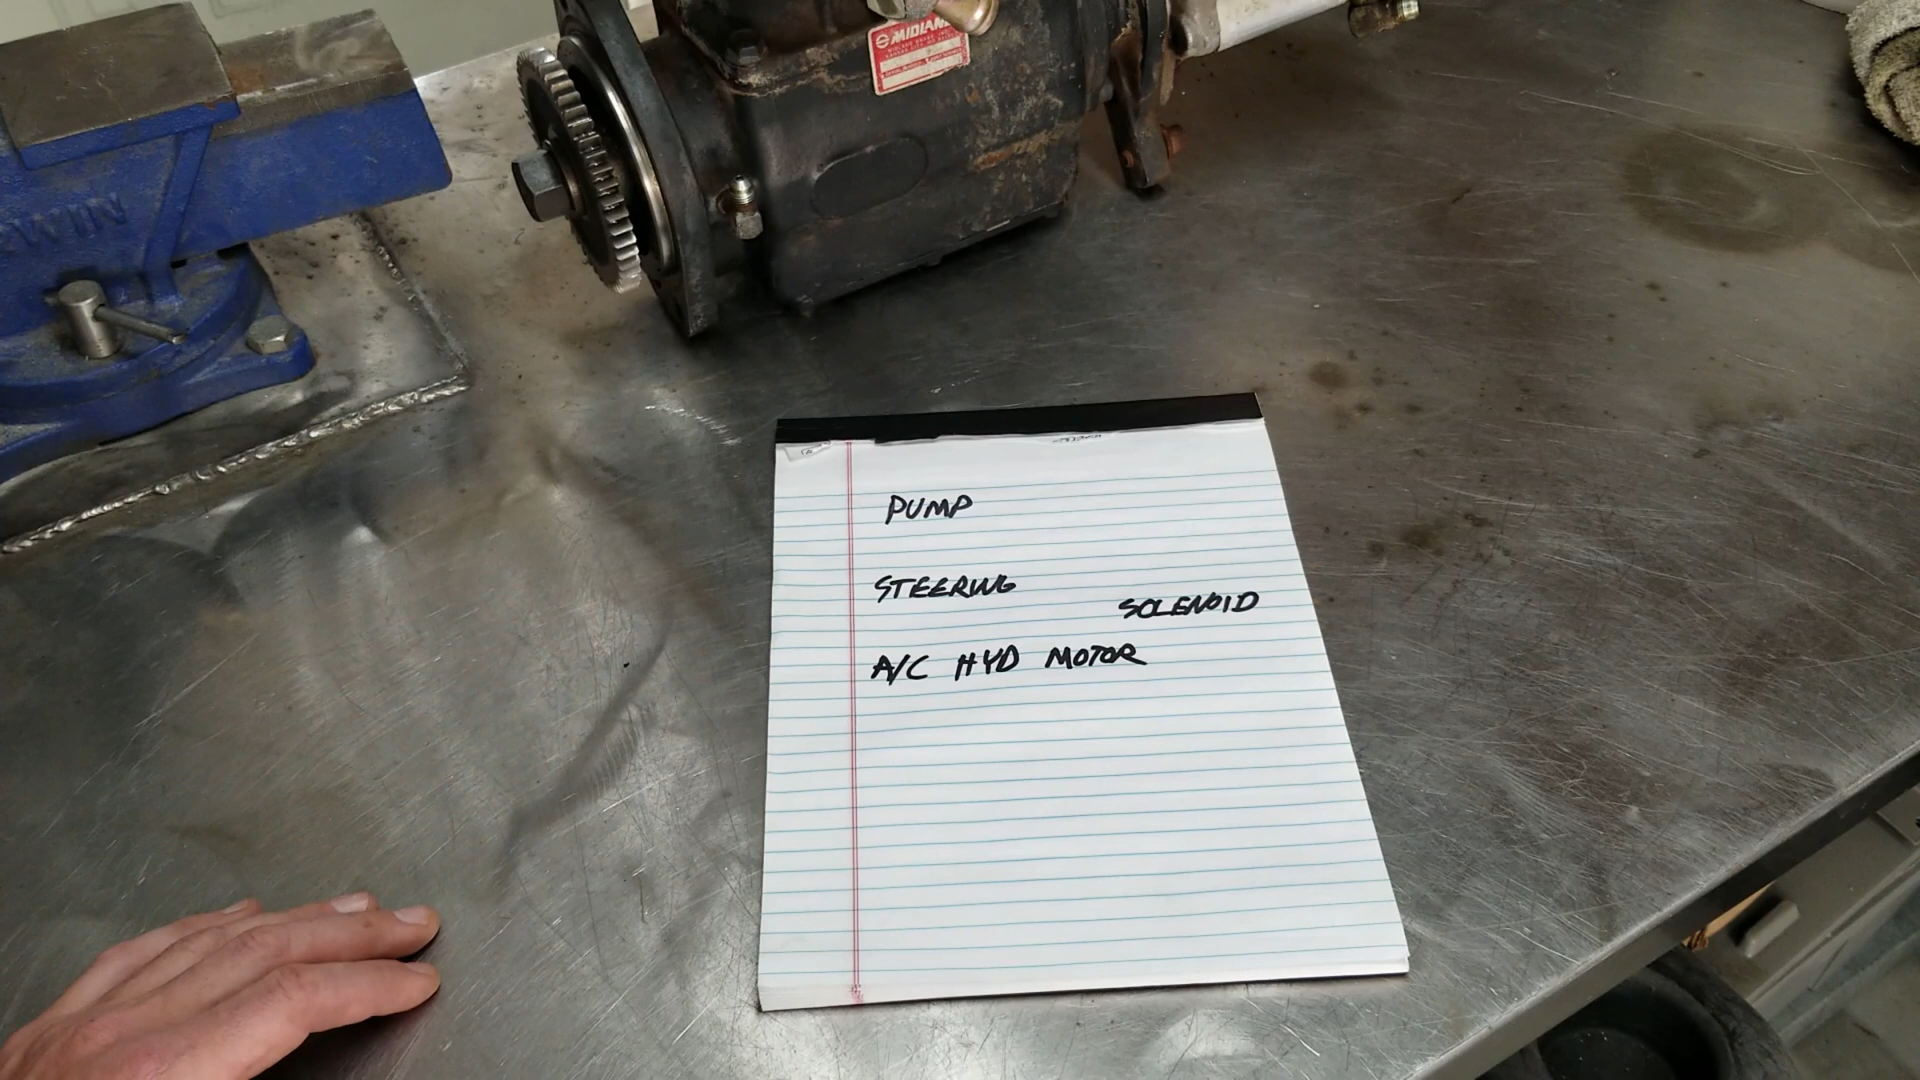 MIDLAND
PUMP
STEERING
SOLENOID
A/C HYD MOTOR